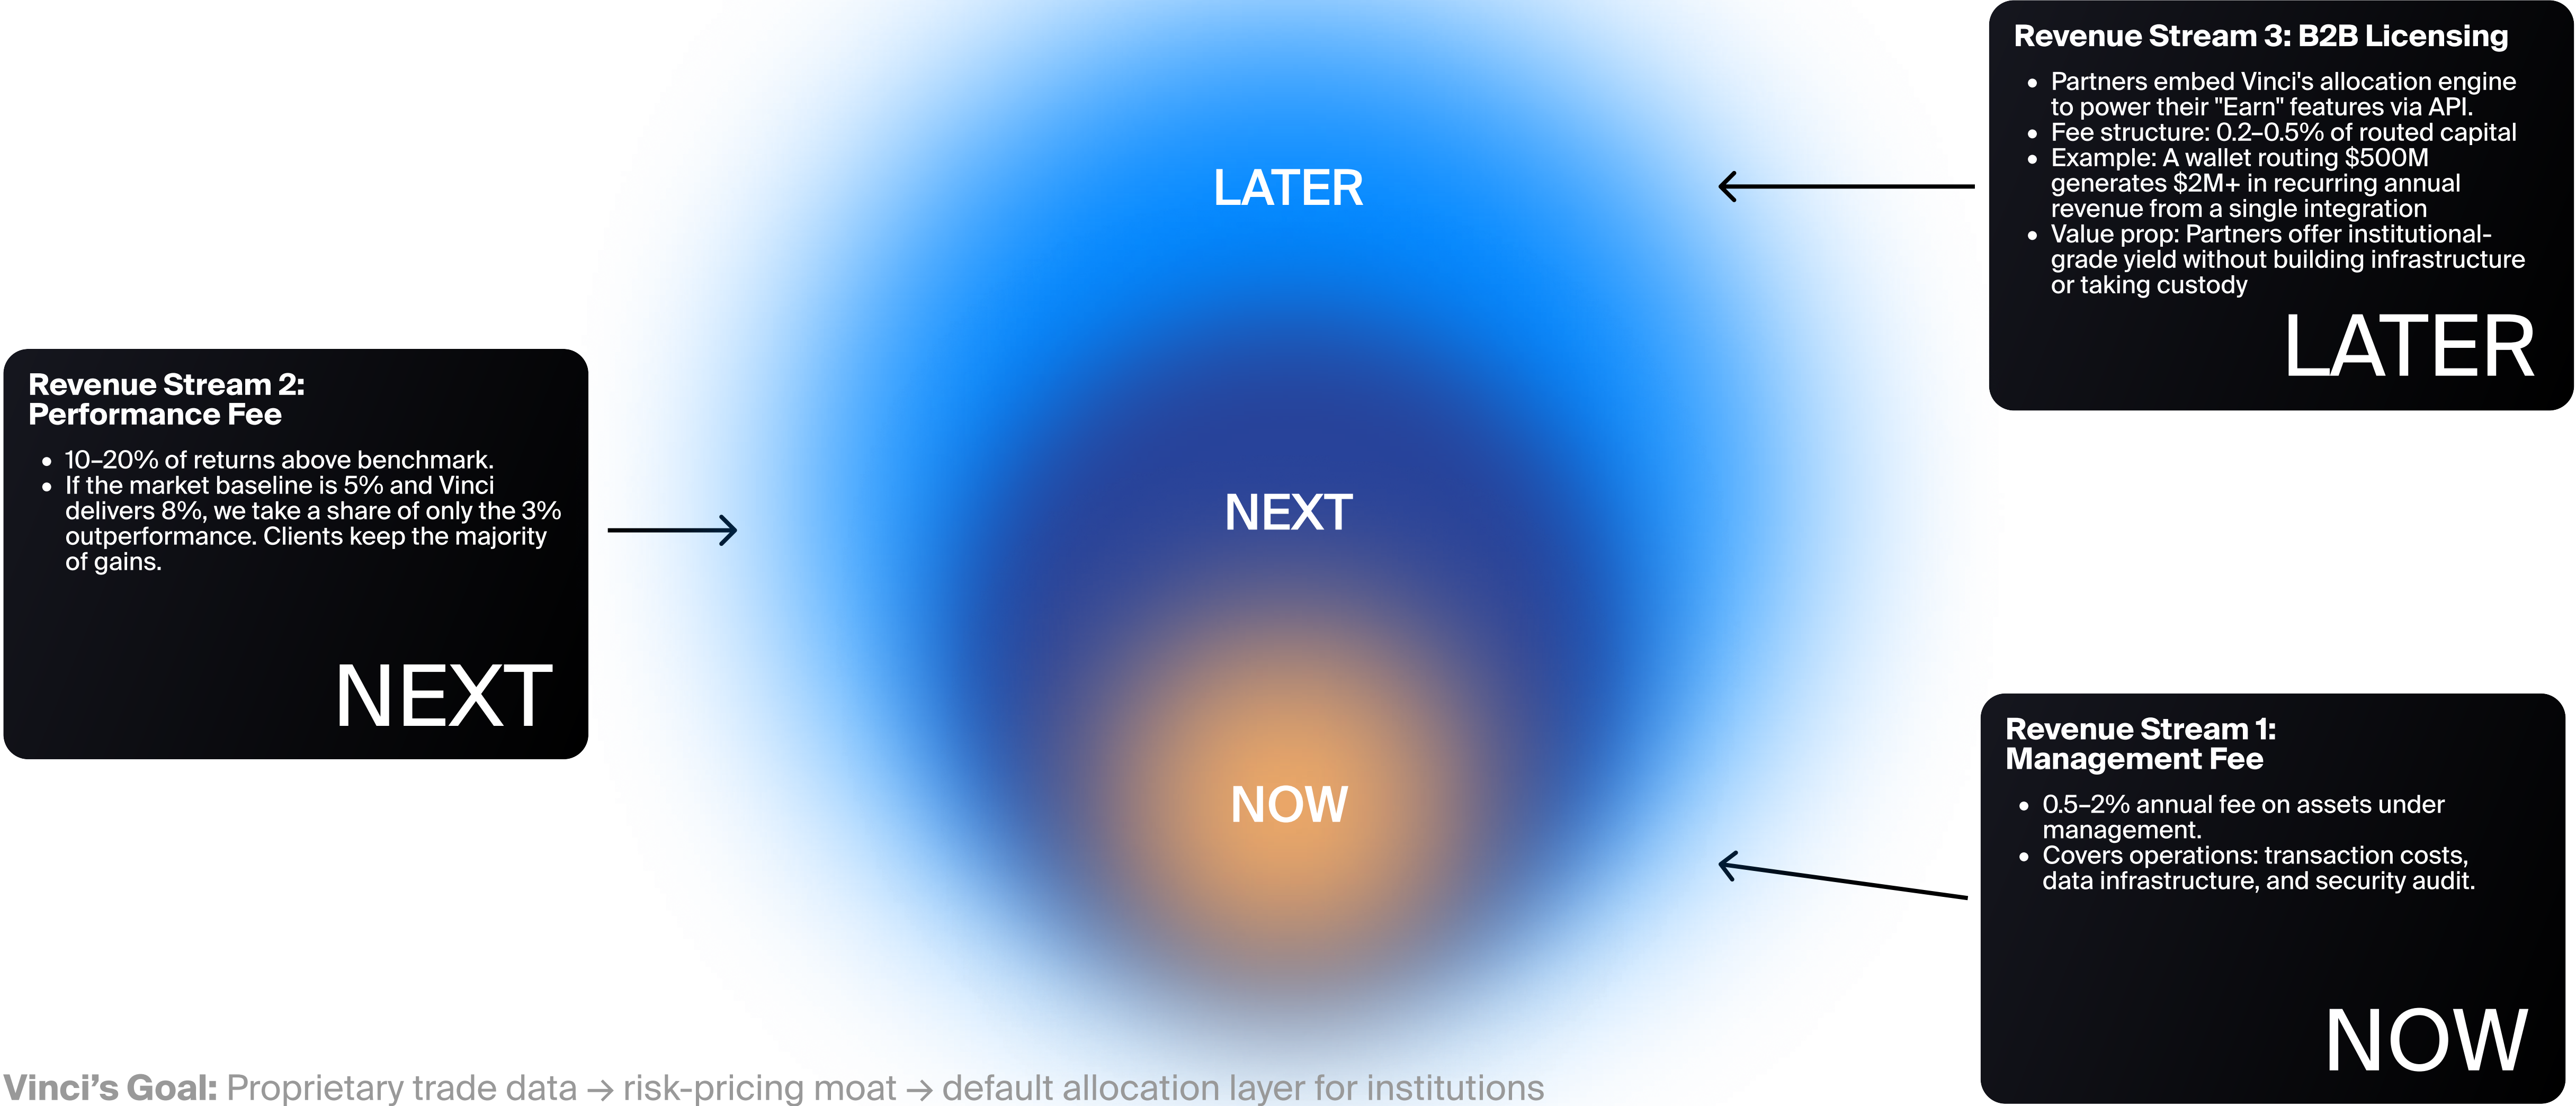 Revenue Stream 3: B2B Licensing
• Partners embed Vinci's allocation engine
to power their "Earn" features via API.
• Fee structure: 0.2–0.5% of routed capital
• Example: A wallet routing $500M
generates $2M+ in recurring annual
revenue from a single integration
• Value prop: Partners offer institutional-
grade yield without building infrastructure
or taking custody
LATER
LATER
Revenue Stream 2:
Performance Fee
• 10–20% of returns above benchmark.
• If the market baseline is 5% and Vinci
delivers 8%, we take a share of only the 3%
outperformance. Clients keep the majority
of gains.
NEXT
NEXT
NOW
Revenue Stream 1:
Management Fee
• 0.5–2% annual fee on assets under
management.
• Covers operations: transaction costs,
data infrastructure, and security audit.
NOW
Vinci’s Goal: Proprietary trade data → risk-pricing moat → default allocation layer for institutions